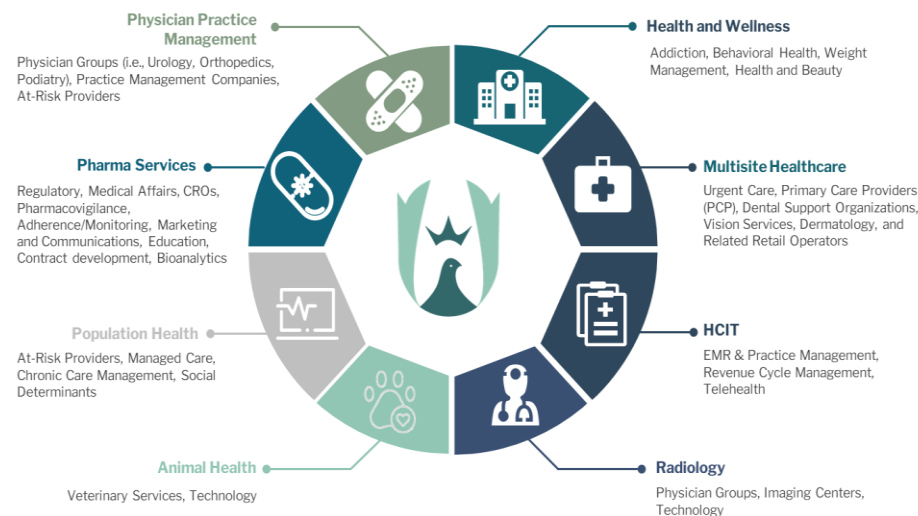 Physician Practice
Management
Physician Groups (i.e., Urology, Orthopedics,
Podiatry), Practice Management Companies,
At-Risk Providers
Health and Wellness
Addiction, Behavioral Health, Weight
Management, Health and Beauty
Pharma Services
Regulatory, Medical Affairs, CROs,
Pharmacovigilance,
Adherence/Monitoring, Marketing
and Communications, Education,
Contract development, Bioanalytics
Multisite Healthcare
Urgent Care, Primary Care Providers
(PCP), Dental Support Organizations,
Vision Services, Dermatology, and
Related Retail Operators
Population Health
At-Risk Providers, Managed Care,
Chronic Care Management, Social
Determinants
HCIT
EMR & Practice Management,
Revenue Cycle Management,
Telehealth
Animal Health
Veterinary Services, Technology
Radiology
Physician Groups, Imaging Centers,
Technology